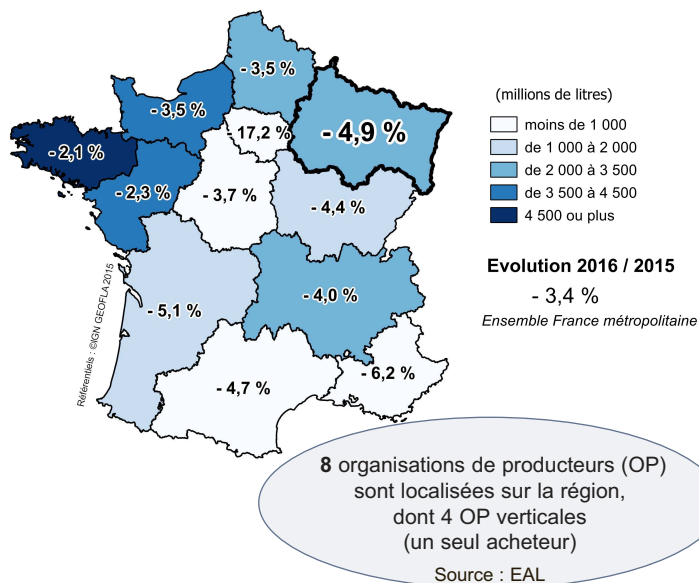 - 3,5 %
- 3,5 %
17,2 %
- 4,9 %
- 2,1 %
- 2,3 %
- 3,7 %
- 4,4 %
- 5,1 %
- 4,0 %
- 4,7 %
- 6,2 %
Référentiels : ©IGN GEOFLA 2015
(millions de litres)
moins de 1 000
de 1 000 à 2 000
de 2 000 à 3 500
de 3 500 à 4 500
4 500 ou plus
Evolution 2016 / 2015
- 3,4 %
Ensemble France métropolitaine
8 organisations de producteurs (OP)
sont localisées sur la région,
dont 4 OP verticales
(un seul acheteur)
Source : EAL